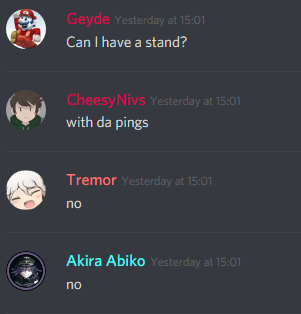 Geyde Yesterday at 15:01
Can I have a stand?
CheesyNivs Yesterday at 15:01
with da pings
Tremor Yesterday at 15:01
no
Akira Abiko Yesterday at 15:01
no